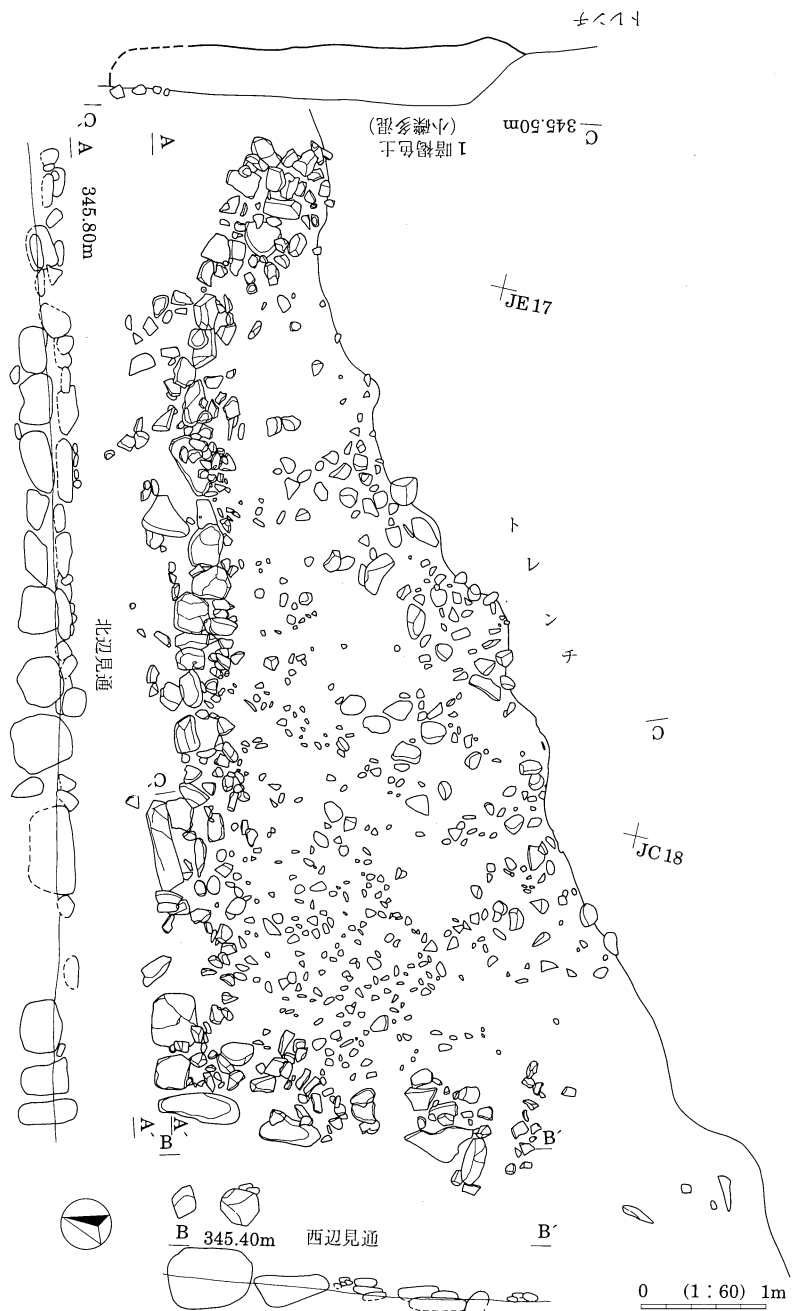 トレンチ
C 345.50m C´
1 暗褐色土
(小礫多混)
A
A 345.80m
JE17
トレンチ
北辺見通
C
C´
JC18
A´
A´
B
B´
B 345.40m 西辺見通 B´
0 (1:60) 1m